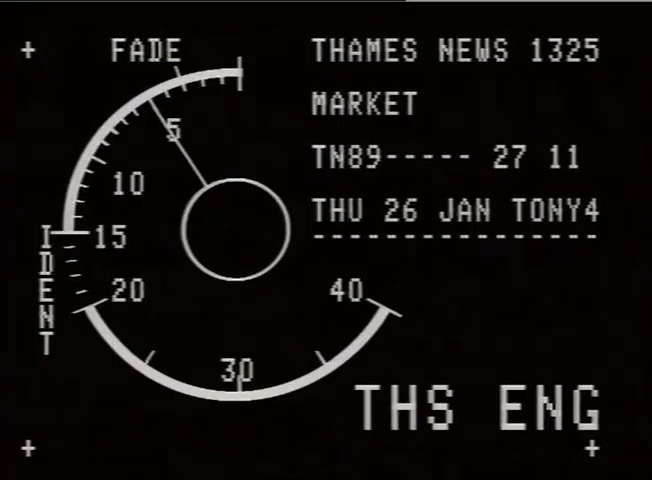 FADE
THAMES NEWS 1325
MARKET
TN89----- 27 11
THU 26 JAN TONY4
----------------
5
10
15
20
30
40
IDENT
THS ENG